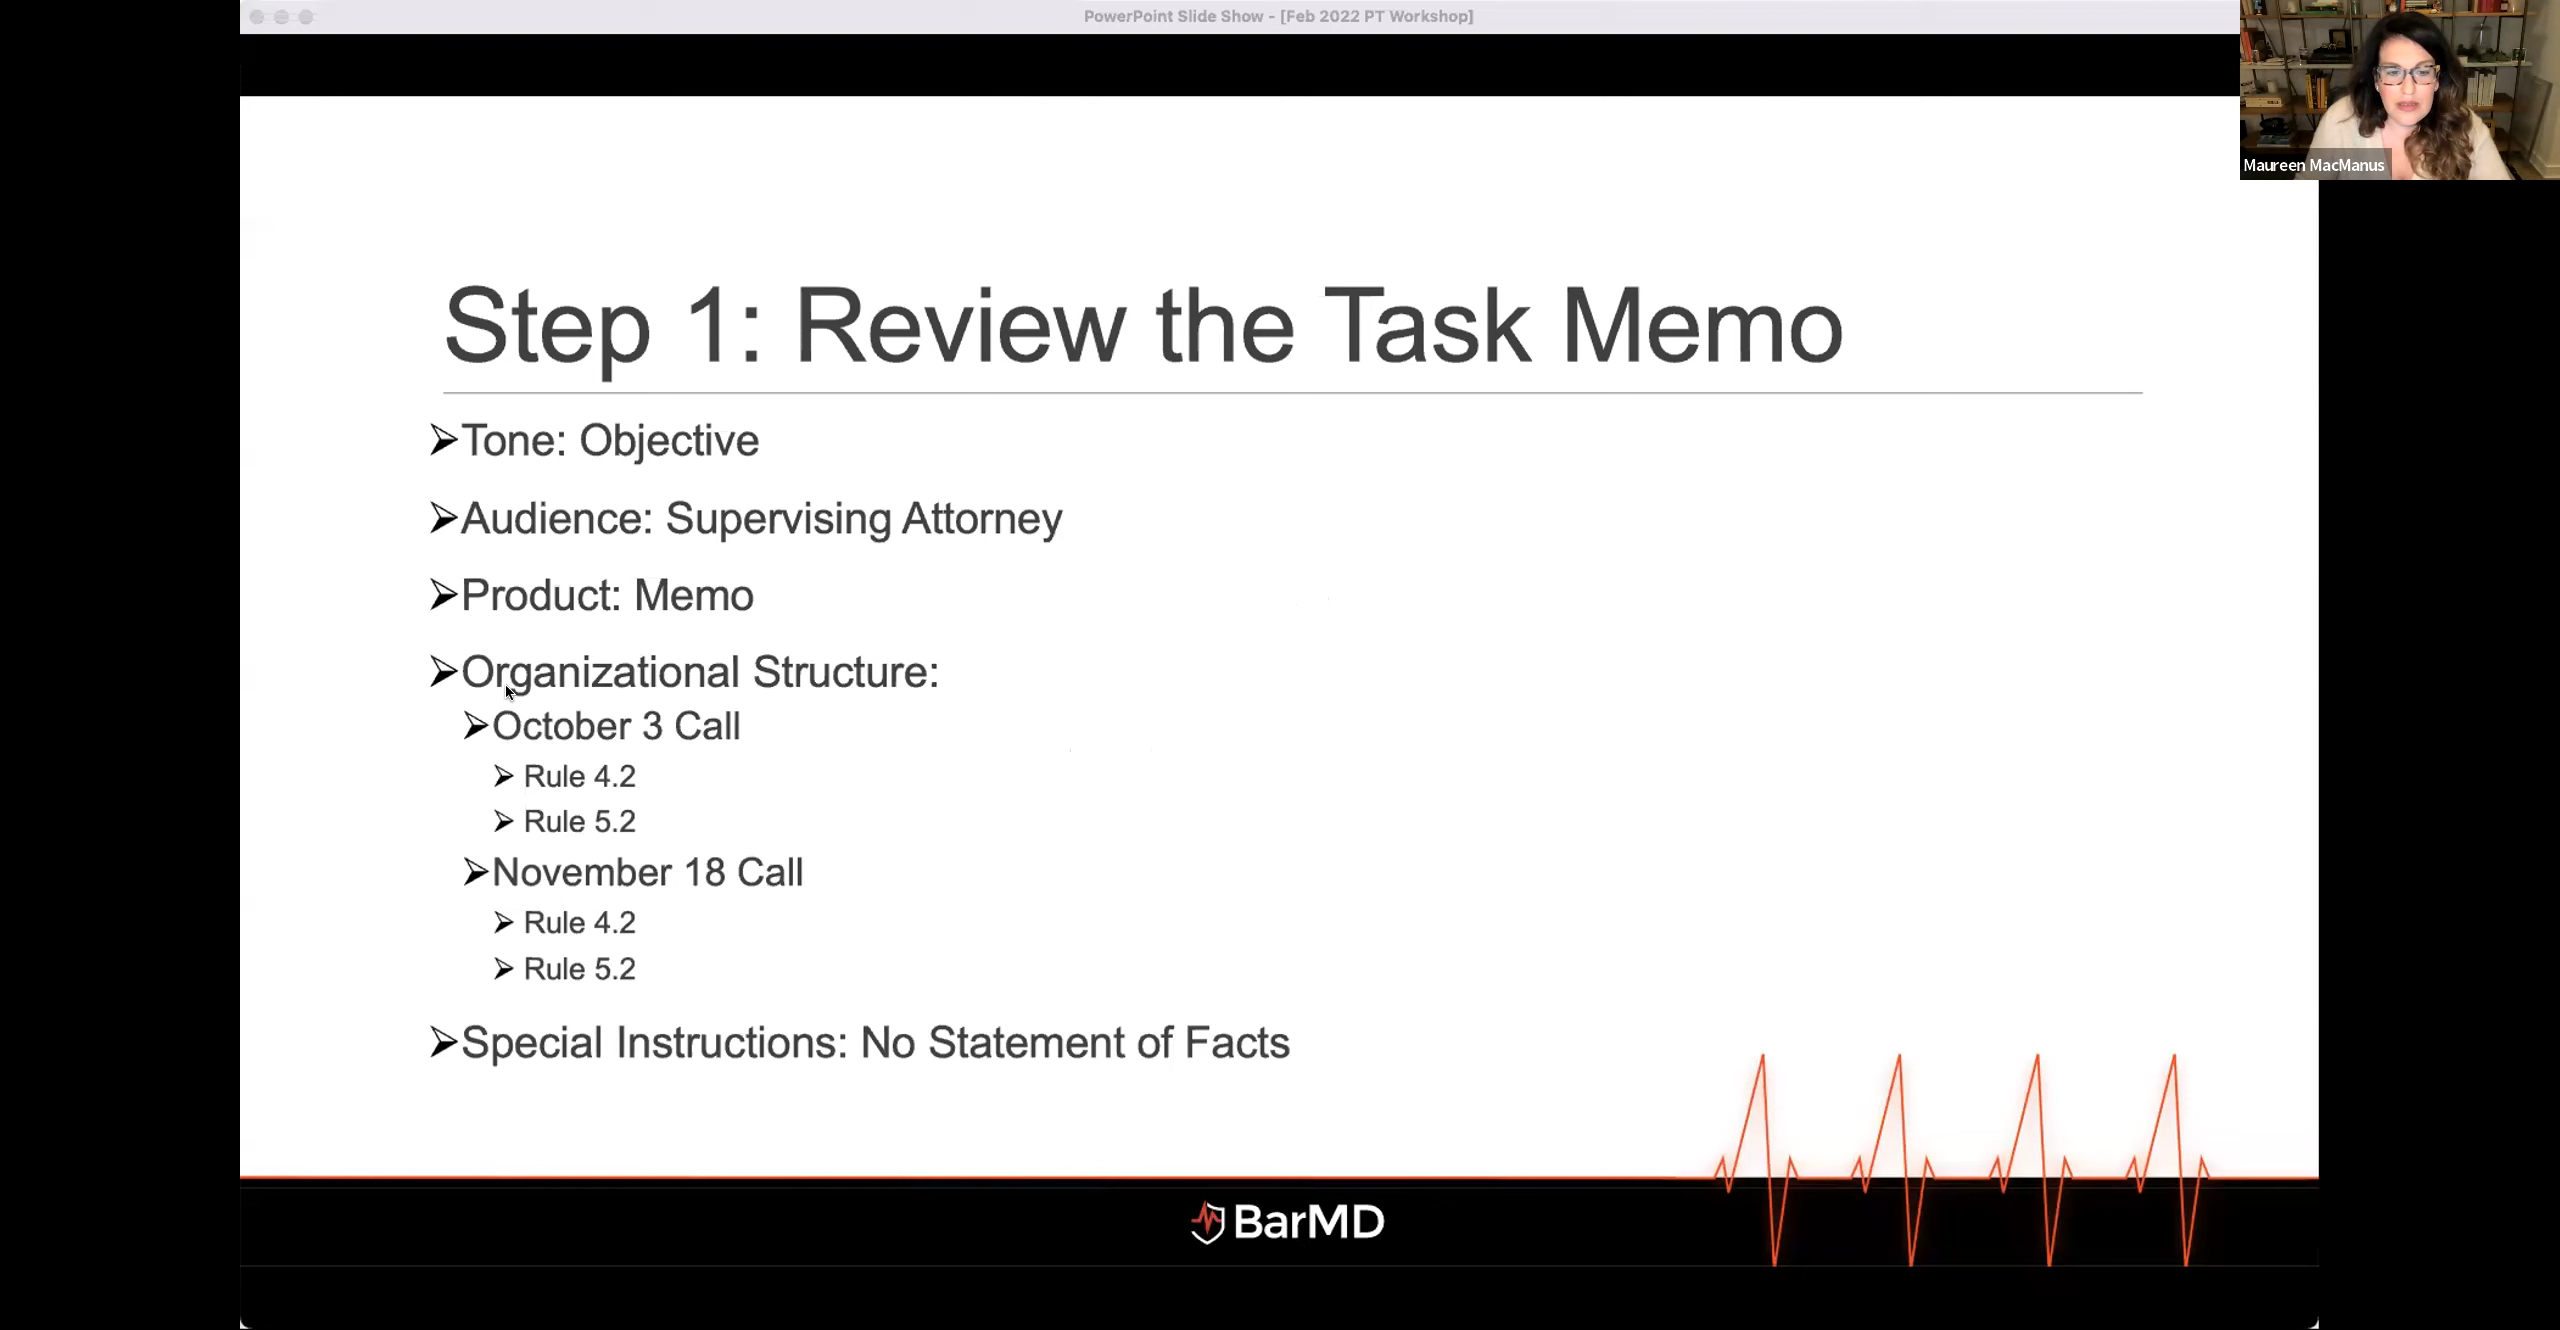 PowerPoint Slide Show - [Feb 2022 PT Workshop]
Maureen MacManus
Step 1: Review the Task Memo
➢Tone: Objective
➢Audience: Supervising Attorney
➢Product: Memo
➢Organizational Structure:
➢October 3 Call
➢ Rule 4.2
➢ Rule 5.2
➢November 18 Call
➢ Rule 4.2
➢ Rule 5.2
➢Special Instructions: No Statement of Facts
BarMD